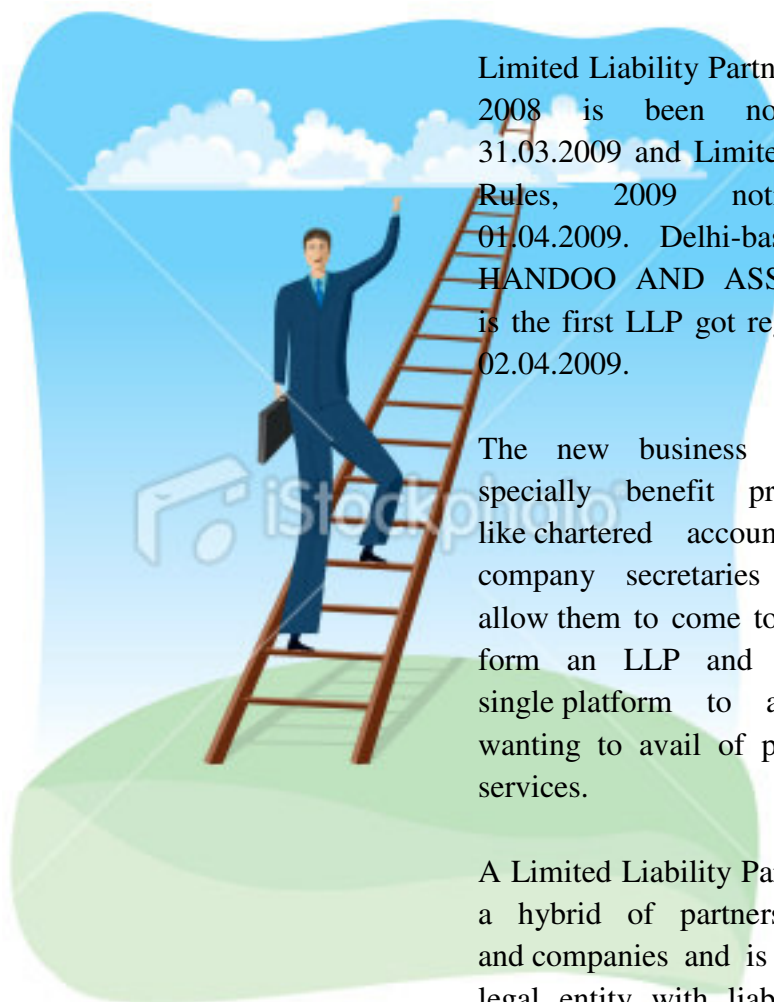 Limited Liability Partn
2008 is been no
31.03.2009 and Limite
Rules, 2009 not
01.04.2009. Delhi-bas
HANDOO AND ASS
is the first LLP got re
02.04.2009.
The new business
specially benefit pr
like chartered accoun
company secretaries
allow them to come to
form an LLP and
single platform to a
wanting to avail of p
services.
iStockphoto
A Limited Liability Par
a hybrid of partners
and companies and is
legal entity with liab